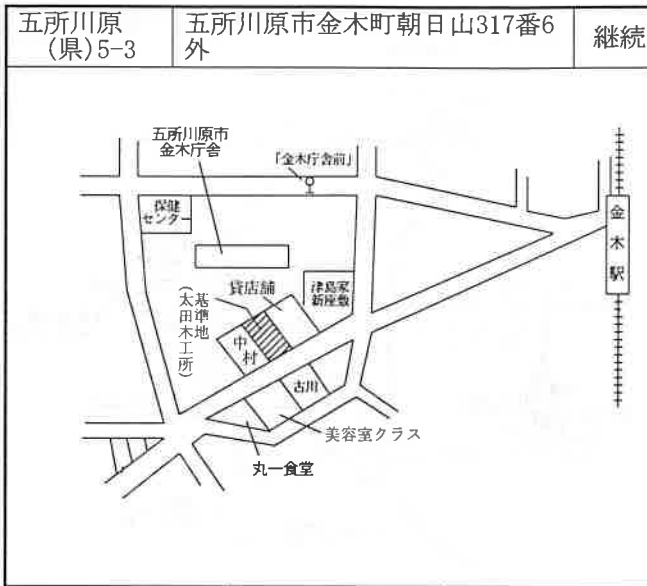 五所川原
(県)5-3
五所川原市金木町朝日山317番6
外
継続
五所川原市
金木庁舎
「金木庁舎前」
保健
センター
金木駅
貸店舗
津島家
新座敷
基準地
(太田木工所)
中村
古川
美容室クラス
丸一食堂